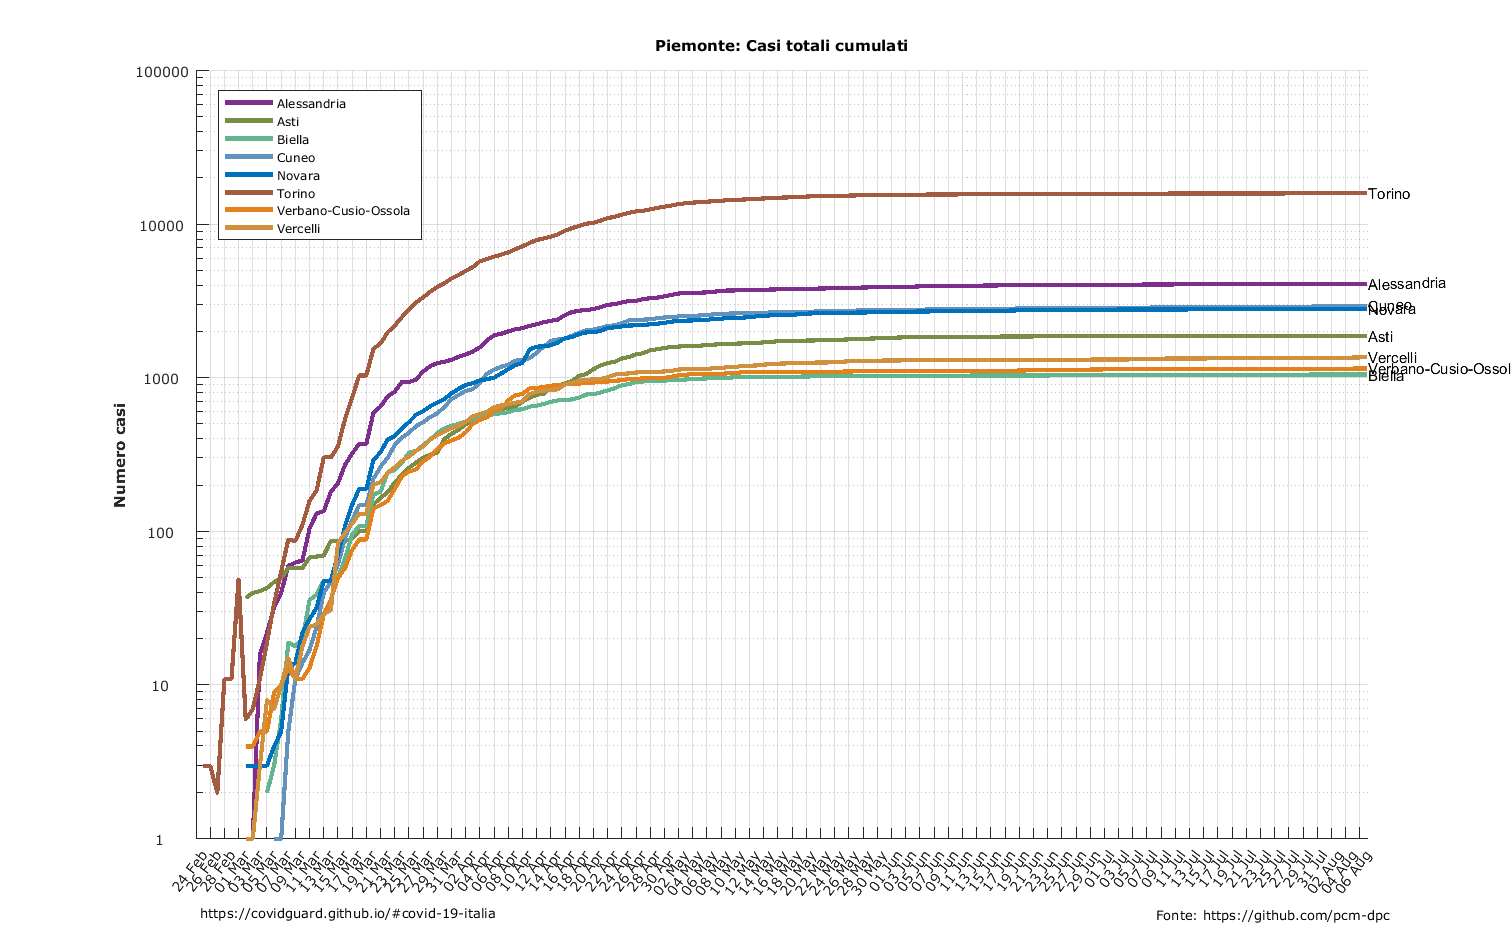 Piemonte: Casi totali cumulati
100000
10000
1000
100
10
1
Numero casi
Alessandria
Asti
Biella
Cuneo
Novara
Torino
Verbano-Cusio-Ossola
Vercelli
Torino
Alessandria
Cuneo
Novara
Asti
Vercelli
Verbano-Cusio-Ossol
Biella
24 Feb
26 Feb
28 Feb
01 Mar
03 Mar
05 Mar
07 Mar
09 Mar
11 Mar
13 Mar
15 Mar
17 Mar
19 Mar
21 Mar
23 Mar
25 Mar
27 Mar
29 Mar
31 Mar
02 Apr
04 Apr
06 Apr
08 Apr
10 Apr
12 Apr
14 Apr
16 Apr
18 Apr
20 Apr
22 Apr
24 Apr
26 Apr
28 Apr
30 Apr
02 May
04 May
06 May
08 May
10 May
12 May
14 May
16 May
18 May
20 May
22 May
24 May
26 May
28 May
30 May
01 Jun
03 Jun
05 Jun
07 Jun
09 Jun
11 Jun
13 Jun
15 Jun
17 Jun
19 Jun
21 Jun
23 Jun
25 Jun
27 Jun
29 Jun
01 Jul
03 Jul
05 Jul
07 Jul
09 Jul
11 Jul
13 Jul
15 Jul
17 Jul
19 Jul
21 Jul
23 Jul
25 Jul
27 Jul
29 Jul
31 Jul
02 Aug
04 Aug
06 Aug
https://covidguard.github.io/#covid-19-italia
Fonte: https://github.com/pcm-dpc